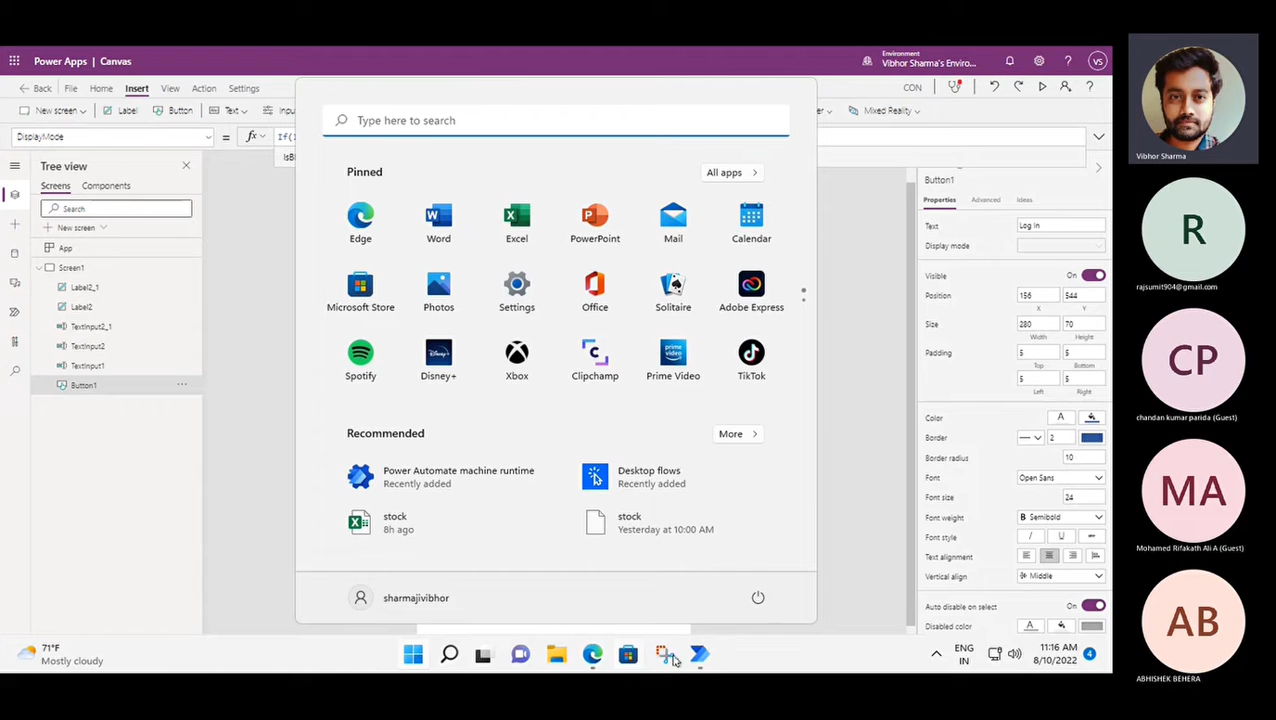 Power Apps | Canvas
Environment
Vibhor Sharma's Enviro...
VS
Back File Home Insert View Action Settings
CON
New screen Label Button Text Inpu
Mixed Reality
DisplayMode = fx If(
IsB
Tree view
Screens Components
Search
New screen
App
Screen1
Label2_1
Label2
TextInput2_1
TextInput2
TextInput1
Button1
Type here to search
Pinned
All apps
Edge Word Excel PowerPoint Mail Calendar
Microsoft Store Photos Settings Office Solitaire Adobe Express
Spotify Disney+ Xbox Clipchamp Prime Video TikTok
Recommended
More
Power Automate machine runtime
Recently added
Desktop flows
Recently added
stock
8h ago
stock
Yesterday at 10:00 AM
sharmajivibhor
Button1
Properties Advanced Ideas
Text Log In
Display mode
Visible On
Position 156 544
X Y
Size 280 70
Width Height
Padding 5 5
Top Bottom
5 5
Left Right
Color A
Border 2
Border radius 10
Font Open Sans
Font size 24
Font weight B Semibold
Font style / U abc
Text alignment
Vertical align Middle
Auto disable on select On
Disabled color A
71°F
Mostly cloudy
ENG
IN
11:16 AM
8/10/2022
4
Vibhor Sharma
R
rajsumit904@gmail.com
CP
chandan kumar parida (Guest)
MA
Mohamed Rifakath Ali A (Guest)
AB
ABHISHEK BEHERA